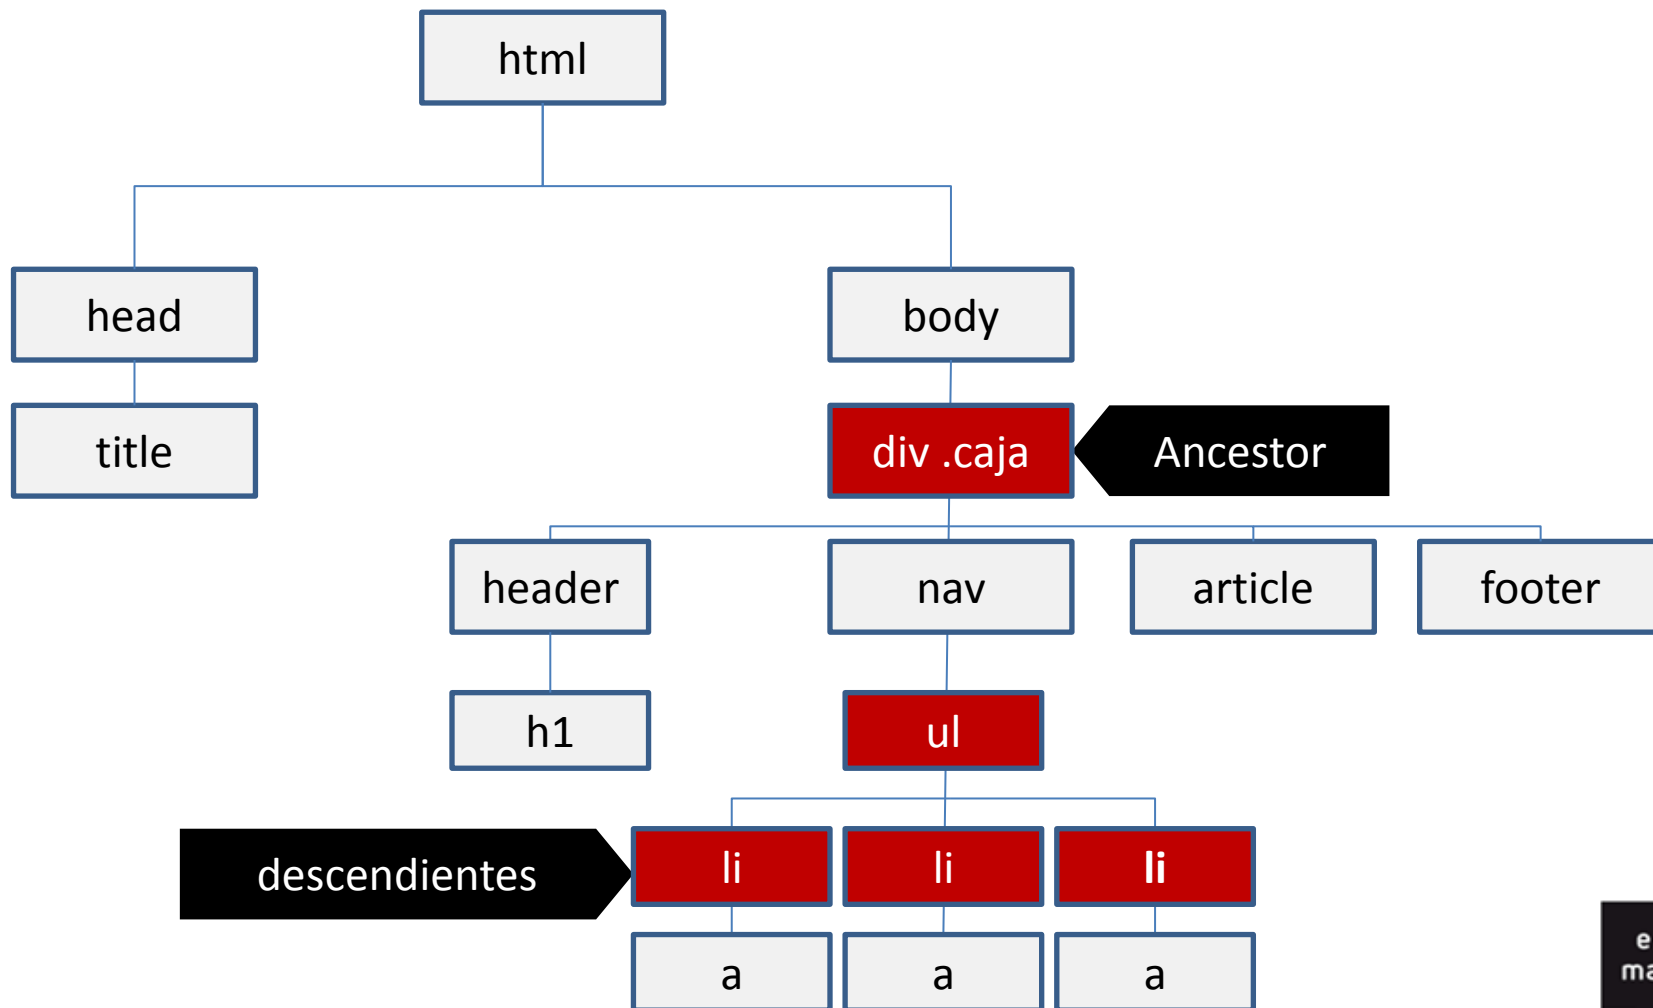 html
head
body
title
div .caja
Ancestor
header
nav
article
footer
h1
ul
descendientes
li
li
li
a
a
a